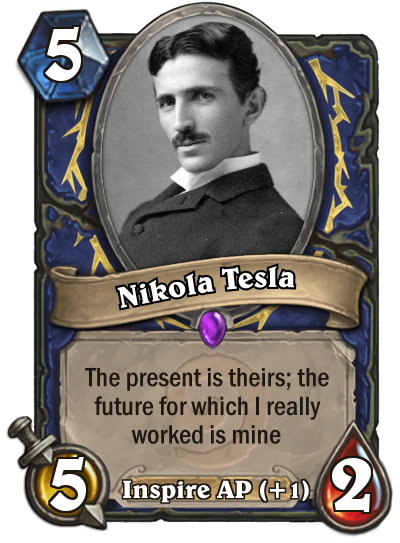 5
Nikola Tesla
The present is theirs; the
future for which I really
worked is mine
5
Inspire AP (+1)
2